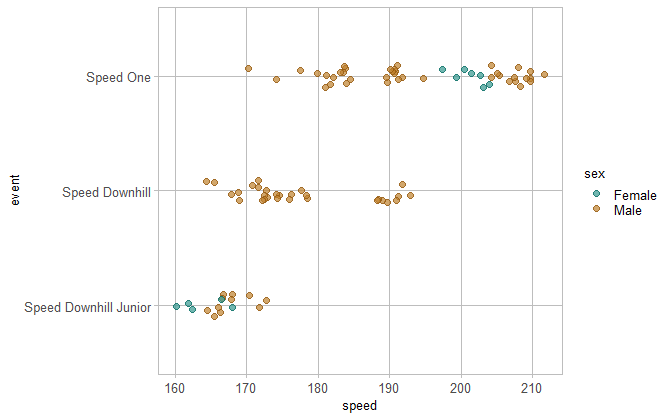 Speed One
Speed Downhill
Speed Downhill Junior
event
160 170 180 190 200 210
speed
sex
Female
Male